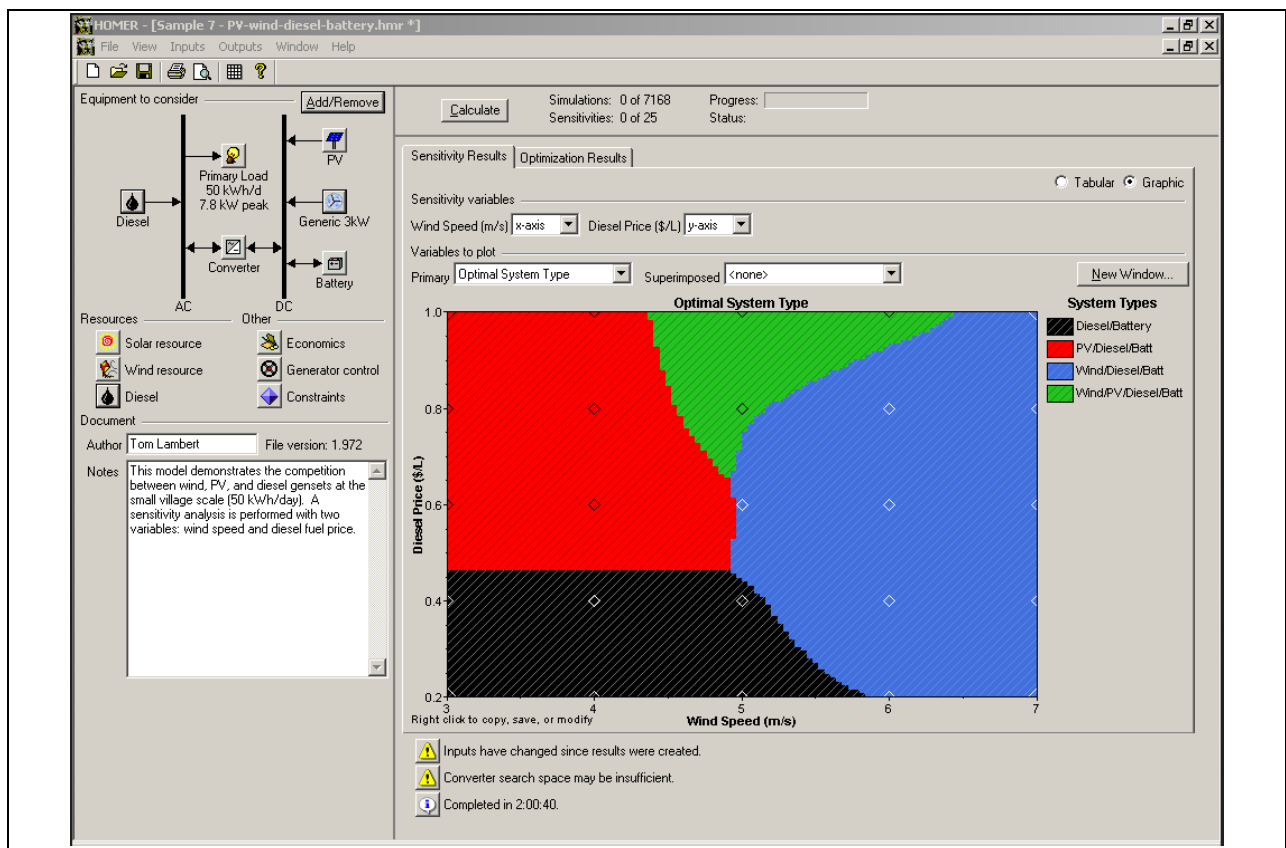 HOMER - [Sample 7 - PV-wind-diesel-battery.hmr *]
File View Inputs Outputs Window Help
Equipment to consider
Add/Remove
PV
Primary Load
50 kWh/d
7.8 kW peak
Diesel
Generic 3kW
Converter
Battery
AC
DC
Resources
Other
Solar resource
Economics
Wind resource
Generator control
Diesel
Constraints
Document
Author Tom Lambert File version: 1.972
Notes
This model demonstrates the competition
between wind, PV, and diesel gensets at the
small village scale (50 kWh/day). A
sensitivity analysis is performed with two
variables: wind speed and diesel fuel price.
Calculate
Simulations: 0 of 7168 Progress:
Sensitivities: 0 of 25 Status:
Sensitivity Results Optimization Results
Tabular Graphic
Sensitivity variables
Wind Speed (m/s) x-axis Diesel Price ($/L) y-axis
Variables to plot
Primary Optimal System Type Superimposed <none> New Window...
Optimal System Type
System Types
Diesel/Battery
PV/Diesel/Batt
Wind/Diesel/Batt
Wind/PV/Diesel/Batt
1.0
0.8
0.6
0.4
0.2
Diesel Price ($/L)
3 4 5 6 7
Wind Speed (m/s)
Right click to copy, save, or modify
Inputs have changed since results were created.
Converter search space may be insufficient.
Completed in 2:00:40.